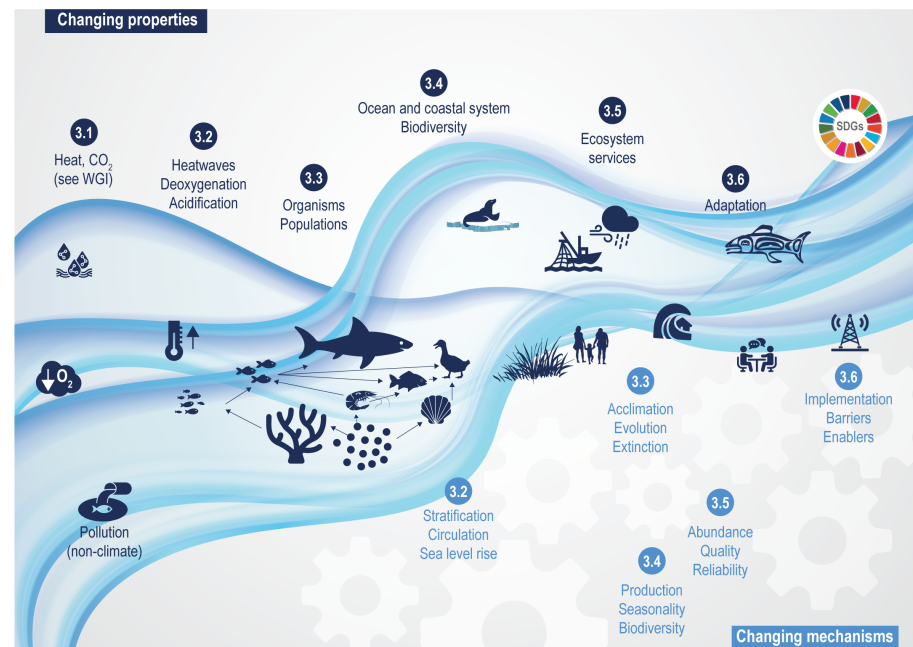 Changing properties
3.1
Heat, CO₂
(see WGI)
3.2
Heatwaves
Deoxygenation
Acidification
3.3
Organisms
Populations
3.4
Ocean and coastal system
Biodiversity
3.5
Ecosystem
services
3.6
Adaptation
SDGs
O₂
Pollution
(non-climate)
3.2
Stratification
Circulation
Sea level rise
3.3
Acclimation
Evolution
Extinction
3.4
Production
Seasonality
Biodiversity
3.5
Abundance
Quality
Reliability
3.6
Implementation
Barriers
Enablers
Changing mechanisms